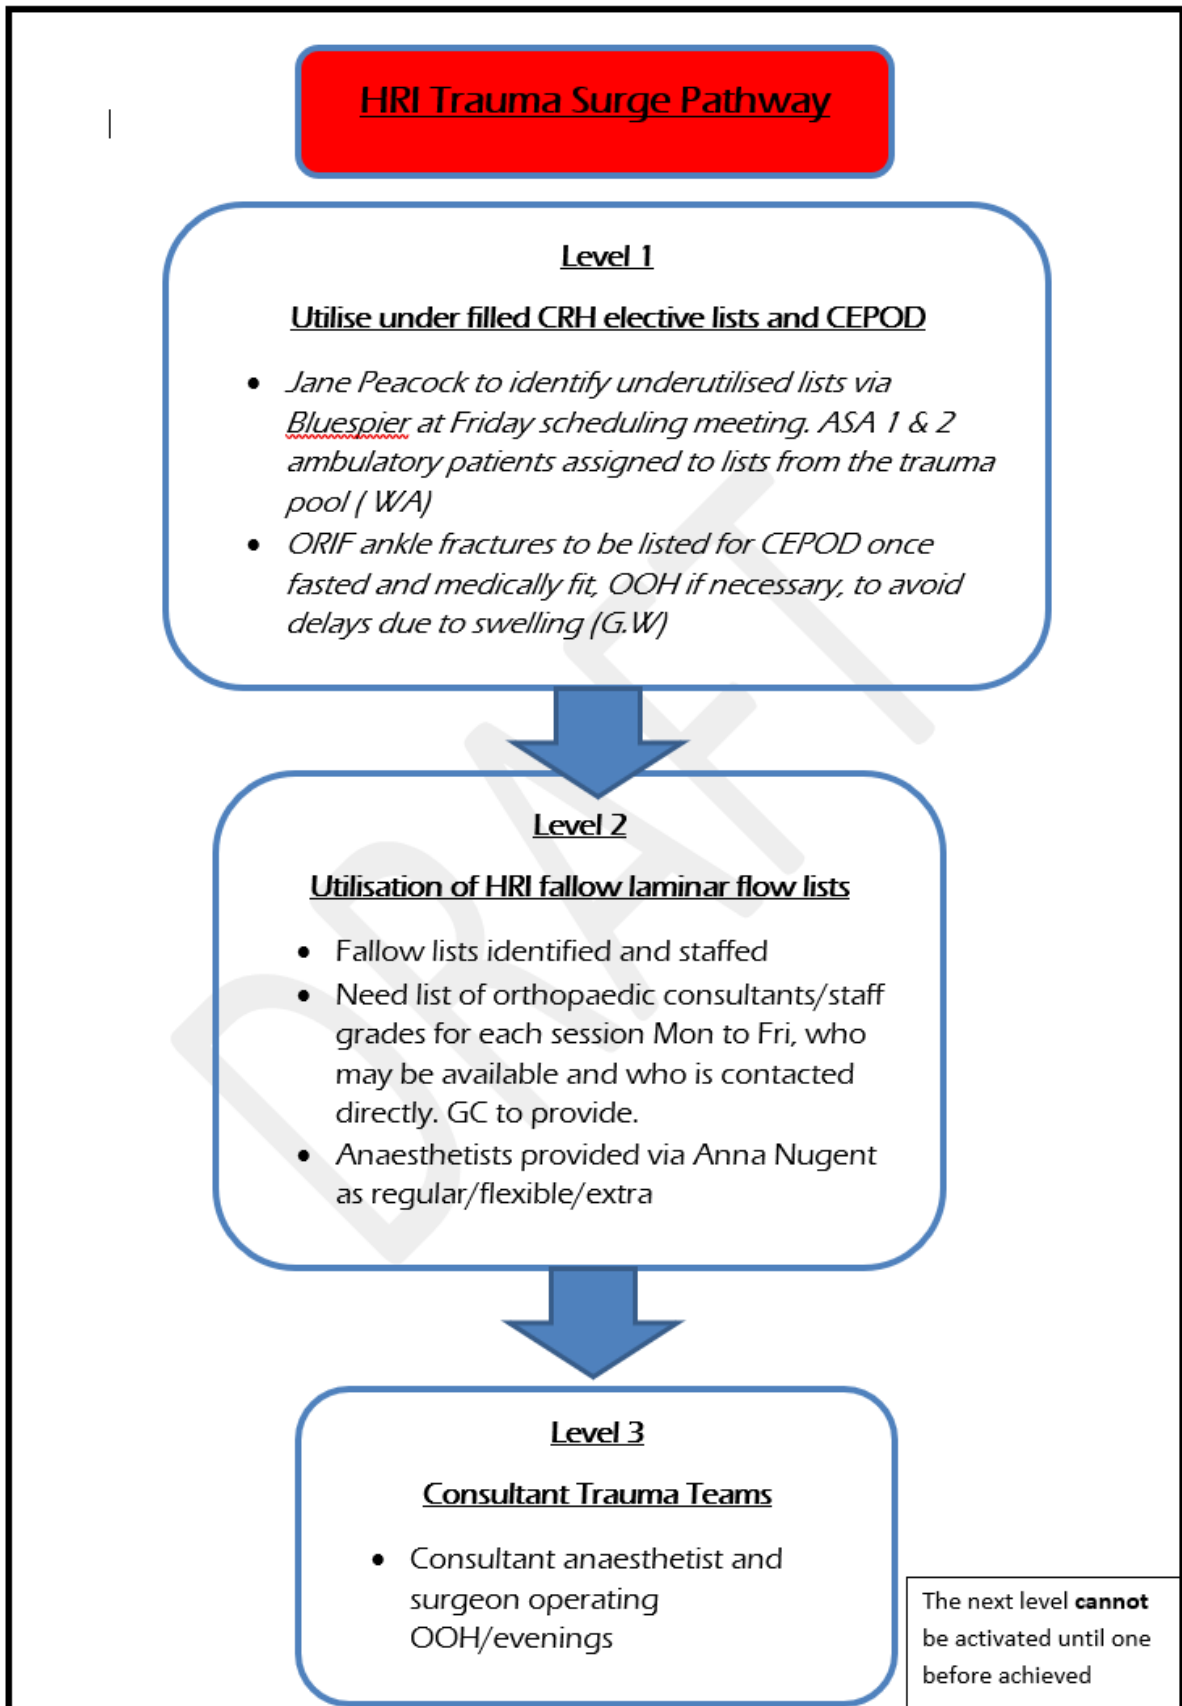 HRI Trauma Surge Pathway
Level 1
Utilise under filled CRH elective lists and CEPOD
• Jane Peacock to identify underutilised lists via
Bluespier at Friday scheduling meeting. ASA 1 & 2
ambulatory patients assigned to lists from the trauma
pool ( WA)
• ORIF ankle fractures to be listed for CEPOD once
fasted and medically fit, OOH if necessary, to avoid
delays due to swelling (G.W)
Level 2
Utilisation of HRI fallow laminar flow lists
• Fallow lists identified and staffed
• Need list of orthopaedic consultants/staff
grades for each session Mon to Fri, who
may be available and who is contacted
directly. GC to provide.
• Anaesthetists provided via Anna Nugent
as regular/flexible/extra
Level 3
Consultant Trauma Teams
• Consultant anaesthetist and
surgeon operating
OOH/evenings
The next level cannot
be activated until one
before achieved
DRAFT